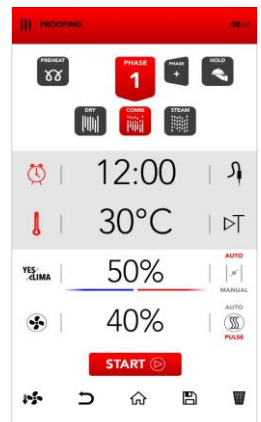 PROOFING
PREHEAT
PHASE
1
PHASE
+
HOLD
DRY
COMBI
STEAM
12:00
30°C
▷T
YES/
CLIMA
50%
AUTO
MANUAL
40%
AUTO
PULSE
START